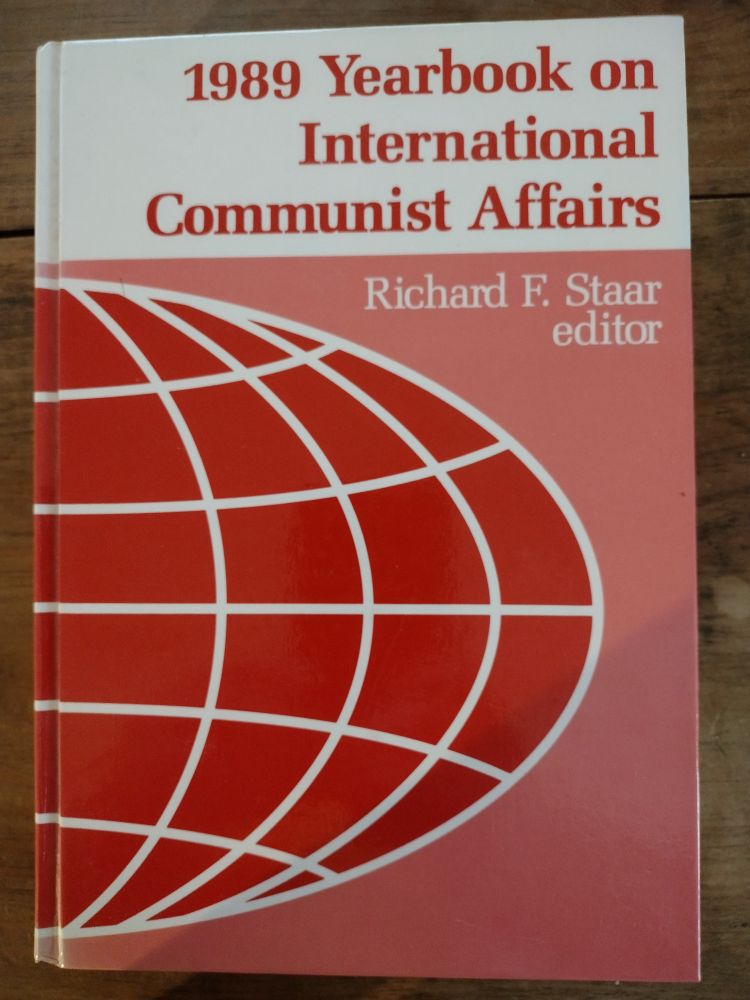 1989 Yearbook on
International
Communist Affairs
Richard F. Staar
editor